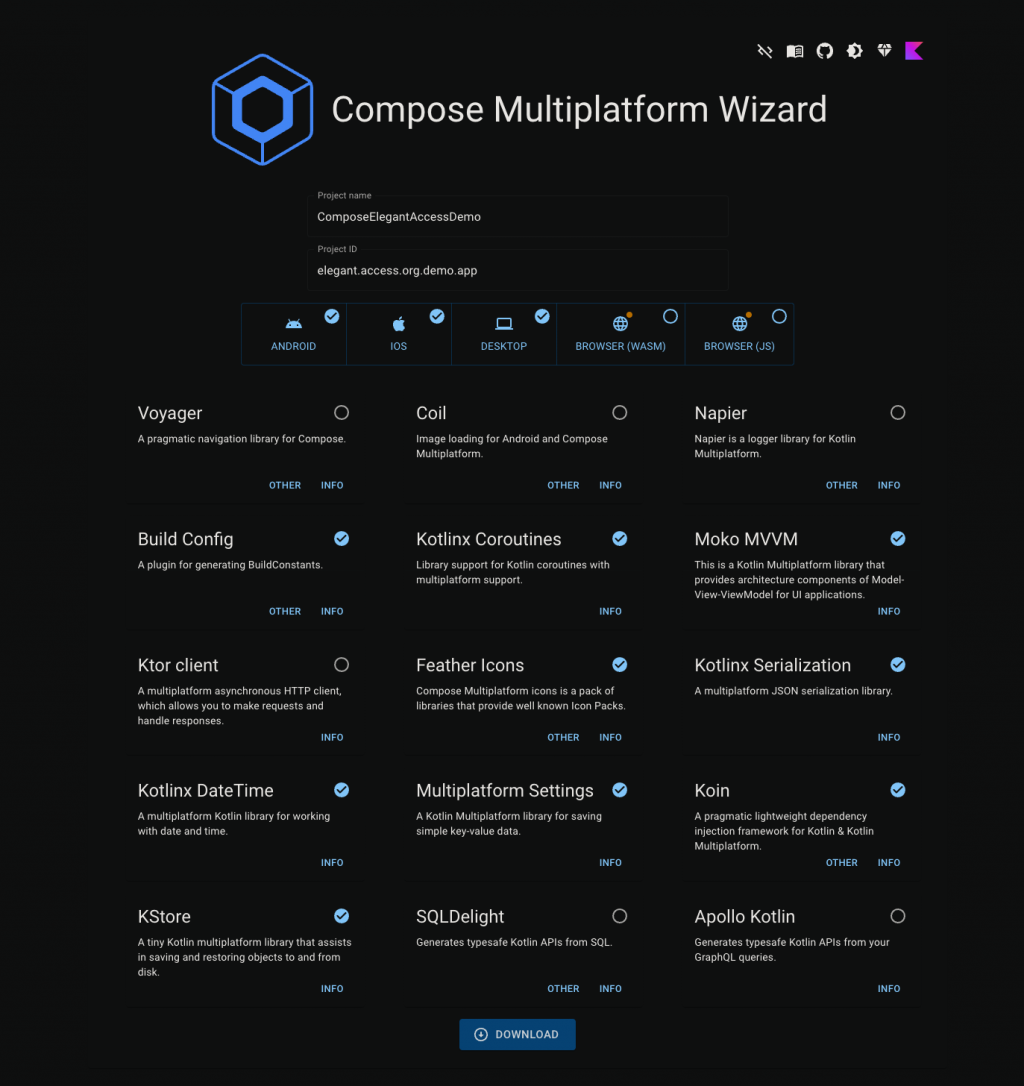 Compose Multiplatform Wizard
Project name
ComposeElegantAccessDemo
Project ID
elegant.access.org.demo.app
ANDROID
IOS
DESKTOP
BROWSER (WASM)
BROWSER (JS)
Voyager
A pragmatic navigation library for Compose.
OTHER INFO
Coil
Image loading for Android and Compose
Multiplatform.
OTHER INFO
Napier
Napier is a logger library for Kotlin
Multiplatform.
OTHER INFO
Build Config
A plugin for generating BuildConstants.
OTHER INFO
Kotlinx Coroutines
Library support for Kotlin coroutines with
multiplatform support.
INFO
Moko MVVM
This is a Kotlin Multiplatform library that
provides architecture components of Model-
View-ViewModel for UI applications.
INFO
Ktor client
A multiplatform asynchronous HTTP client,
which allows you to make requests and
handle responses.
INFO
Feather Icons
Compose Multiplatform icons is a pack of
libraries that provide well known Icon Packs.
OTHER INFO
Kotlinx Serialization
A multiplatform JSON serialization library.
INFO
Kotlinx DateTime
A multiplatform Kotlin library for working
with date and time.
INFO
Multiplatform Settings
A Kotlin Multiplatform library for saving
simple key-value data.
INFO
Koin
A pragmatic lightweight dependency
injection framework for Kotlin & Kotlin
Multiplatform.
OTHER INFO
KStore
A tiny Kotlin multiplatform library that assists
in saving and restoring objects to and from
disk.
INFO
SQLDelight
Generates typesafe Kotlin APIs from SQL.
OTHER INFO
Apollo Kotlin
Generates typesafe Kotlin APIs from your
GraphQL queries.
INFO
DOWNLOAD